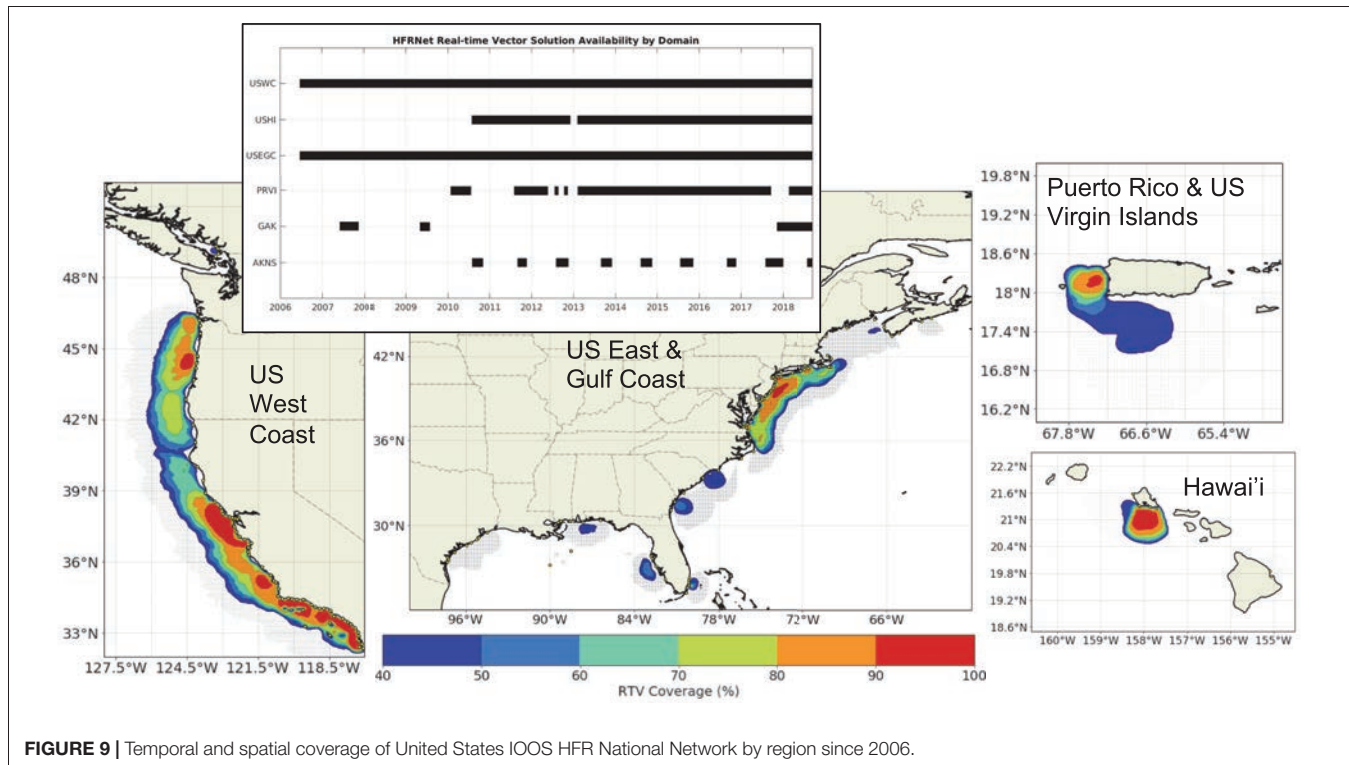 HFRNet Real-time Vector Solution Availability by Domain
USWC
USHI
USEGC
PRVI
GAK
AKNS
2006 2007 2008 2009 2010 2011 2012 2013 2014 2015 2016 2017 2018
48°N
45°N
42°N
39°N
36°N
33°N
127.5°W 124.5°W 121.5°W 118.5°W
US
West
Coast
US East &
Gulf Coast
42°N
36°N
30°N
96°W 90°W 84°W 78°W 72°W 66°W
40 50 60 70 80 90 100
RTV Coverage (%)
Puerto Rico & US
Virgin Islands
19.8°N
19.2°N
18.6°N
18°N
17.4°N
16.8°N
16.2°N
67.8°W 66.6°W 65.4°W
Hawai'i
22.2°N
21.6°N
21°N
20.4°N
19.8°N
19.2°N
18.6°N
160°W 159°W 158°W 157°W 156°W 155°W
FIGURE 9 | Temporal and spatial coverage of United States IOOS HFR National Network by region since 2006.